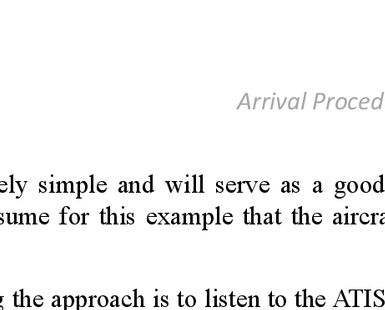 Arrival Proced
ely simple and will serve as a good
sume for this example that the aircra
g the approach is to listen to the ATIS